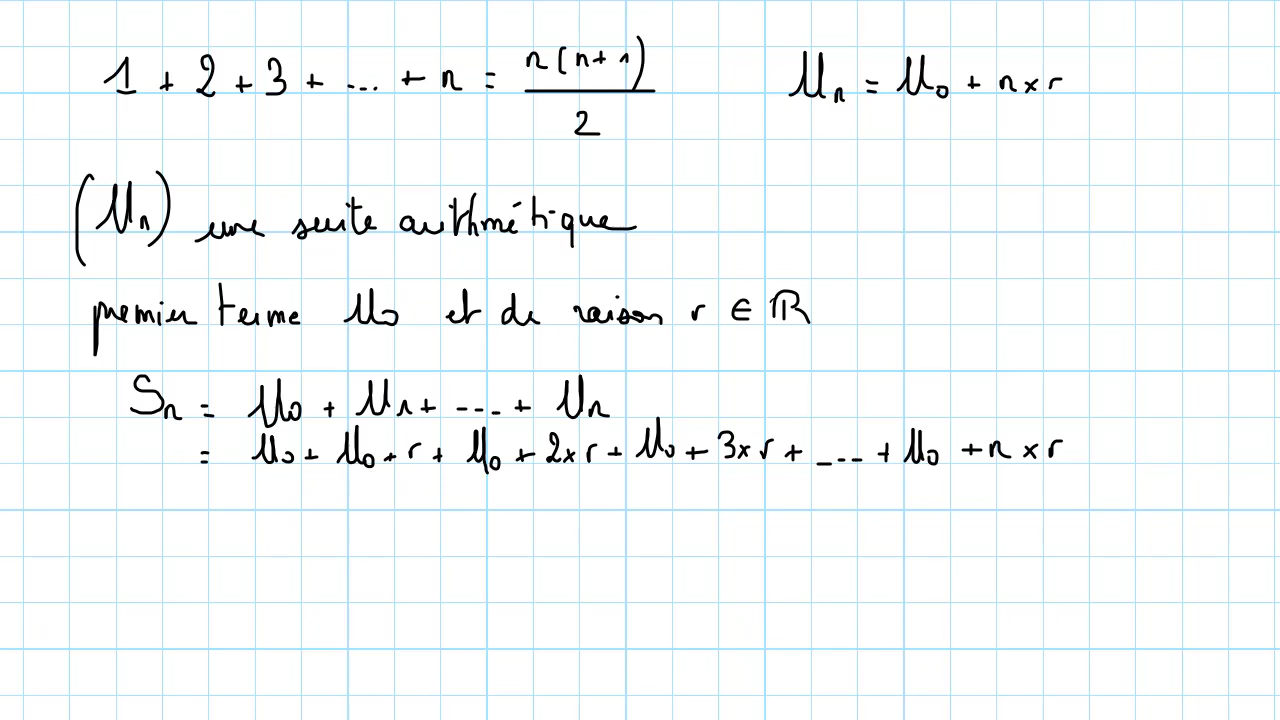 1 + 2 + 3 + ... + n = n(n+1)/2    Un = U0 + n×r
(Un) une suite arithmétique
premier terme U0 et de raison r ∈ ℝ
Sn = U0 + U1 + --- + Un
= U0 + U0 + r + U0 + 2×r + U0 + 3×r + --- + U0 + n×r